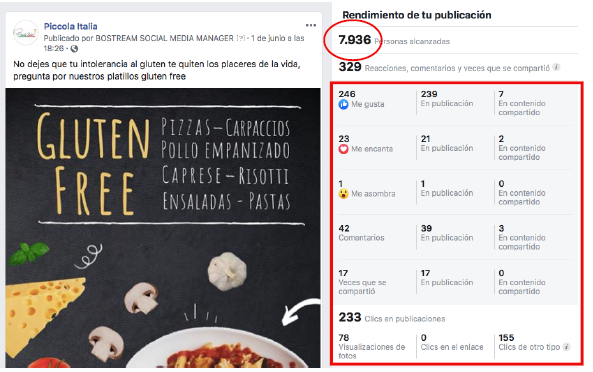 Piccola Italia
Publicado por BOSTREAM SOCIAL MEDIA MANAGER [?] · 1 de junio a las
18:26 ·
No dejes que tu intolerancia al gluten te quiten los placeres de la vida,
pregunta por nuestros platillos gluten free
GLUTEN
FREE
PIZZAS - CARPACCIOS
POLLO EMPANIZADO
CAPRESE - RISOTTI
ENSALADAS - PASTAS
Rendimiento de tu publicación
7.936 Personas alcanzadas
329 Reacciones, comentarios y veces que se compartió
246 239 7
Me gusta En publicación En contenido
compartido
23 21 2
Me encanta En publicación En contenido
compartido
1 1 0
Me asombra En publicación En contenido
compartido
42 39 3
Comentarios En publicación En contenido
compartido
17 17 0
Veces que se En publicación En contenido
compartió compartido
233 Clics en publicaciones
78 0 155
Visualizaciones de Clics en el enlace Clics de otro tipo
fotos